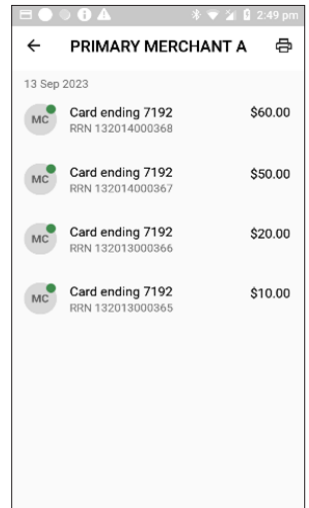 2:49 pm
PRIMARY MERCHANT A
13 Sep 2023
MC
Card ending 7192
$60.00
RRN 132014000368
MC
Card ending 7192
$50.00
RRN 132014000367
MC
Card ending 7192
$20.00
RRN 132013000366
MC
Card ending 7192
$10.00
RRN 132013000365